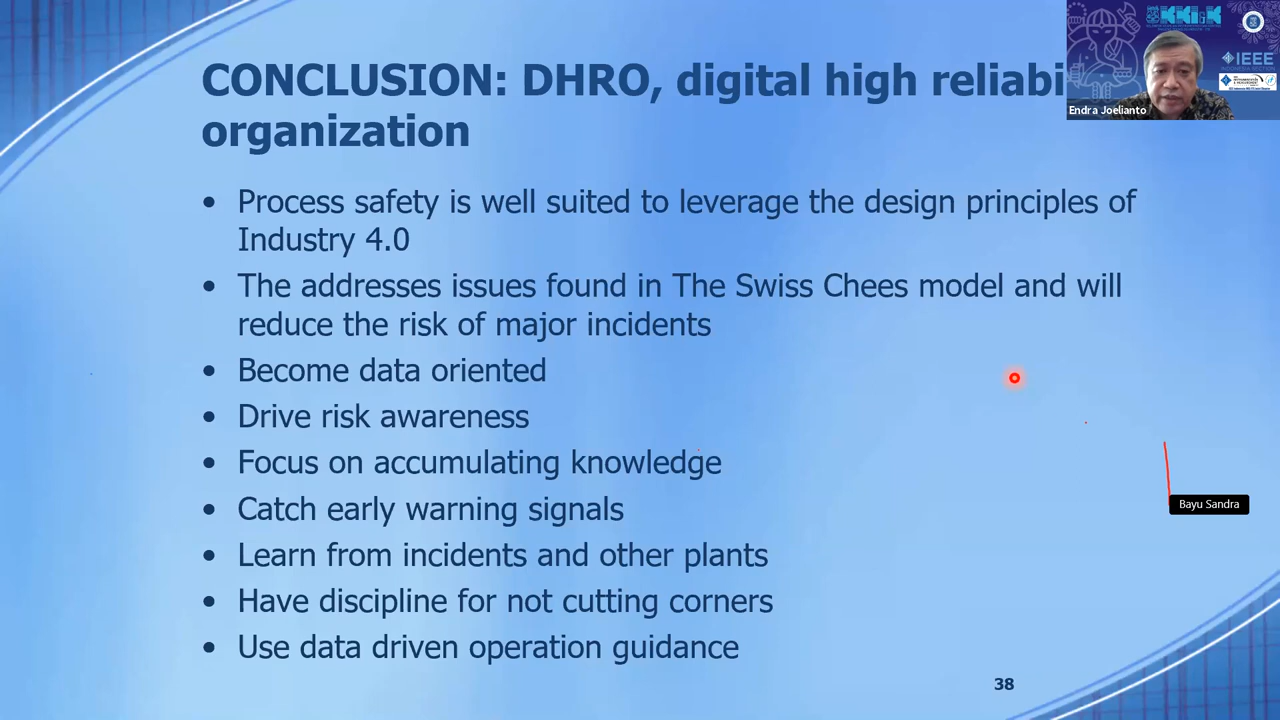 CONCLUSION: DHRO, digital high reliabi
organization
• Process safety is well suited to leverage the design principles of
Industry 4.0
• The addresses issues found in The Swiss Chees model and will
reduce the risk of major incidents
• Become data oriented
• Drive risk awareness
• Focus on accumulating knowledge
• Catch early warning signals
• Learn from incidents and other plants
• Have discipline for not cutting corners
• Use data driven operation guidance
38
IEEE
Endra Joelianto
Bayu Sandra